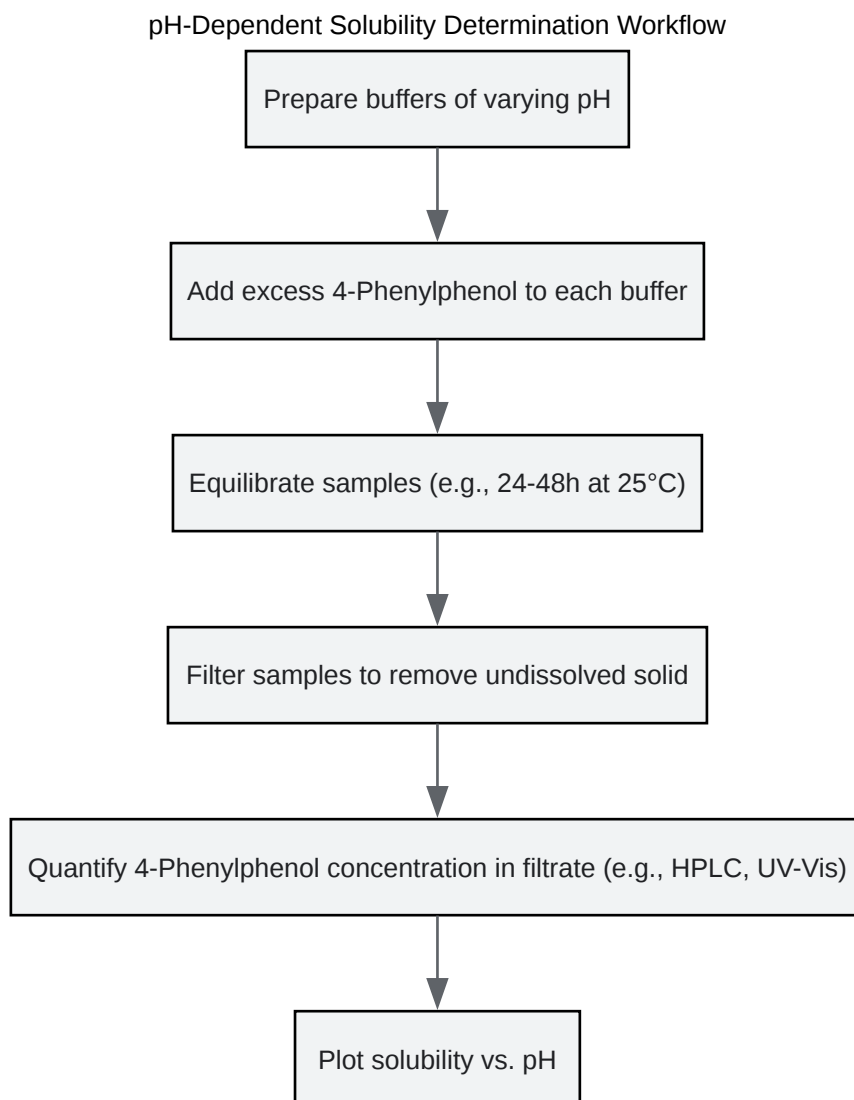 pH-Dependent Solubility Determination Workflow
Prepare buffers of varying pH
Add excess 4-Phenylphenol to each buffer
Equilibrate samples (e.g., 24-48h at 25°C)
Filter samples to remove undissolved solid
Quantify 4-Phenylphenol concentration in filtrate (e.g., HPLC, UV-Vis)
Plot solubility vs. pH